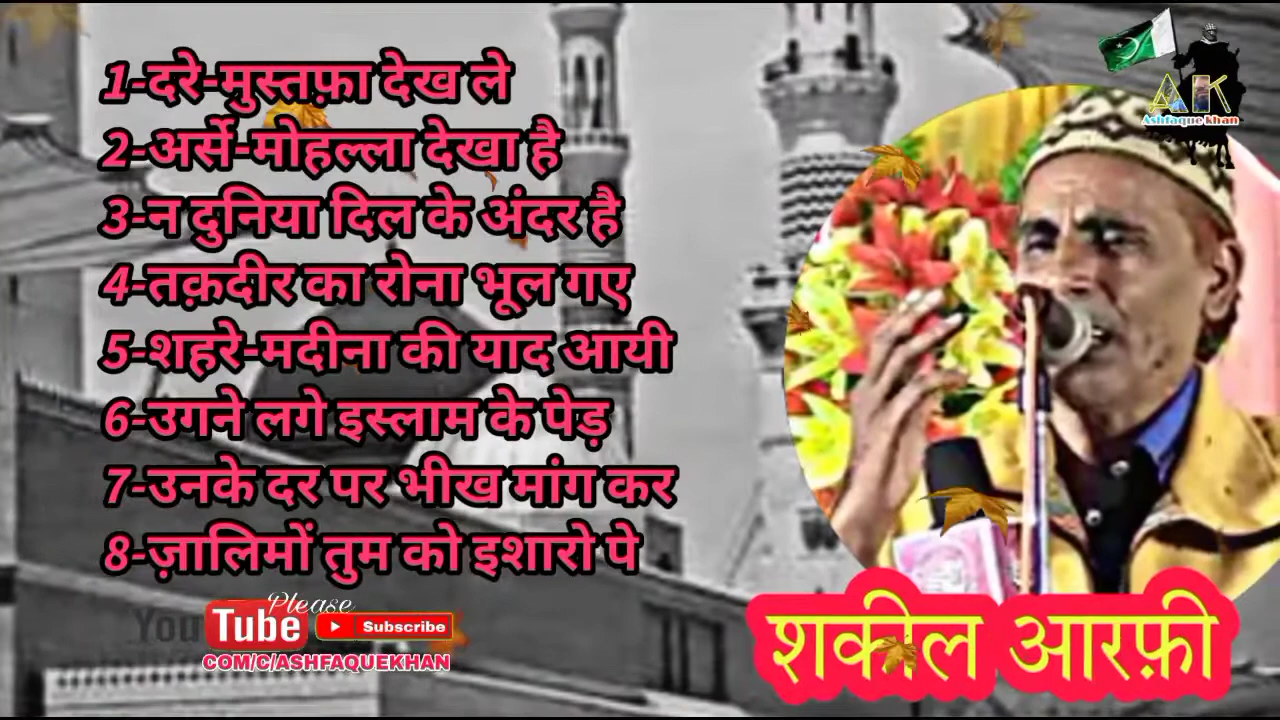 1-दरे-मुस्तफ़ा देख ले
2-अर्से-मोहल्ला देखा है
3-न दुनिया दिल के अंदर है
4-तक़दीर का रोना भूल गए
5-शहरे-मदीना की याद आयी
6-उगने लगे इस्लाम के पेड़
7-उनके दर पर भीख मांग कर
8-ज़ालिमों तुम को इशारो पे
AK
Ashfaque khan
Please
YouTube
Subscribe
COM/C/ASHFAQUEKHAN
शकील आरफ़ी